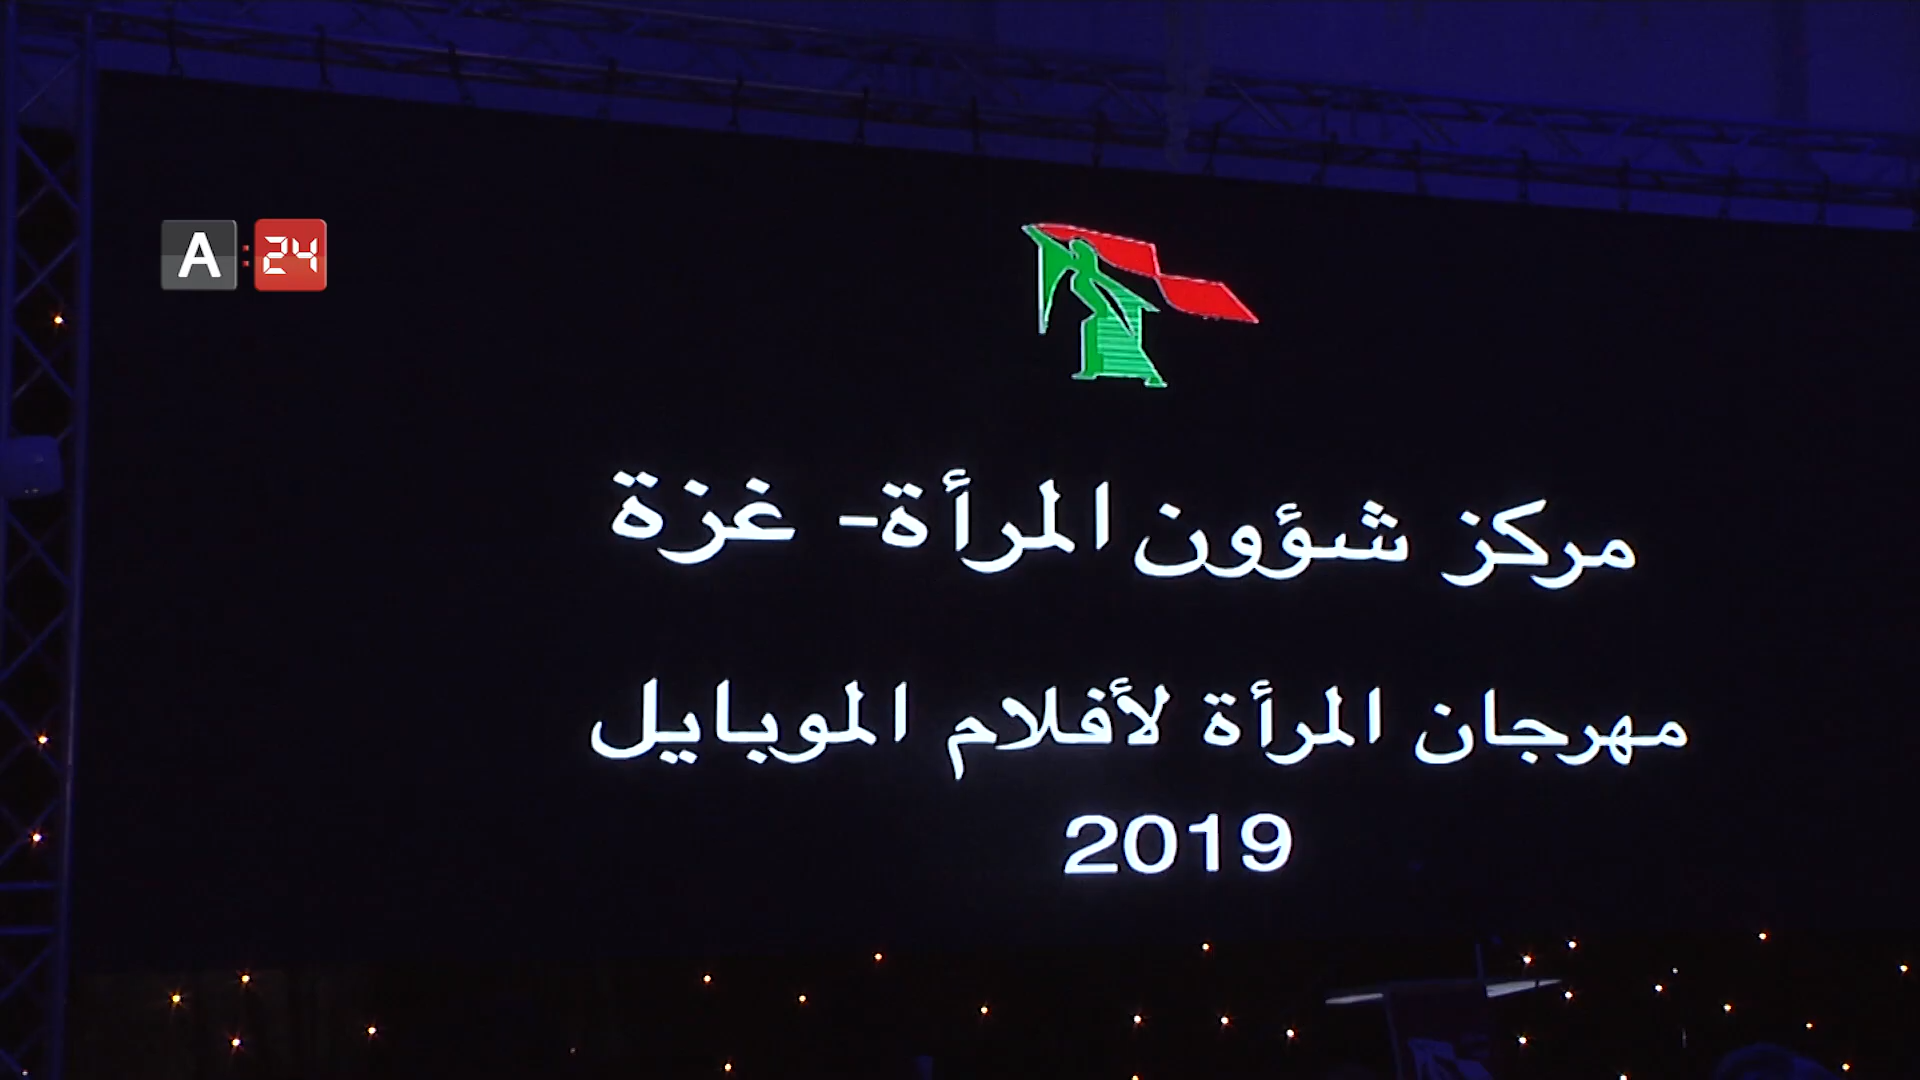 A:24
مركز شؤون المرأة- غزة
مهرجان المرأة لأفلام الموبايل
2019